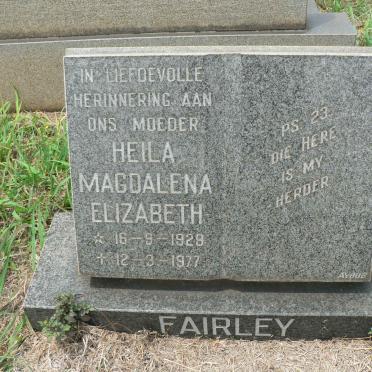 IN LIEFDEVOLLE
HERINNERING AAN
ONS MOEDER
HEILA
MAGDALENA
ELIZABETH
* 16-9-1929
+ 12-3-1977
PS 23.
DIE HERE
IS MY
HERDER
FAIRLEY